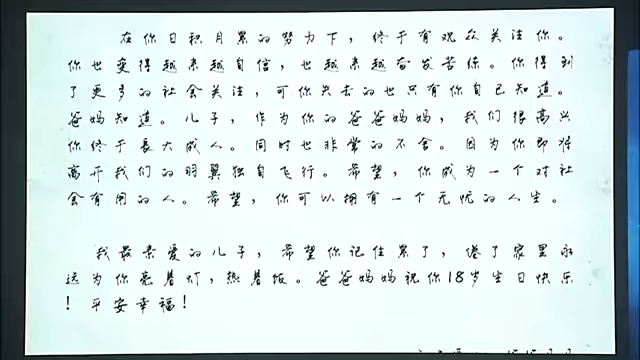 在你日积月累的努力下，终于有观众关注你。
你也变得越来越自信，也越来越奋发苦练。你得到
了更多的社会关注，可你失去的也只有你自己知道。
爸妈知道。儿子，作为你的爸爸妈妈，我们很高兴
你终于长大成人。同时也非常的不舍。因为你即将
离开我们的羽翼独自飞行。希望，你成为一个对社
会有用的人。希望，你可以拥有一个无忧的人生。
我最亲爱的儿子，希望你记住累了，倦了家里永
远为你亮着灯，热着饭。爸爸妈妈祝你18岁生日快乐
！平安幸福！